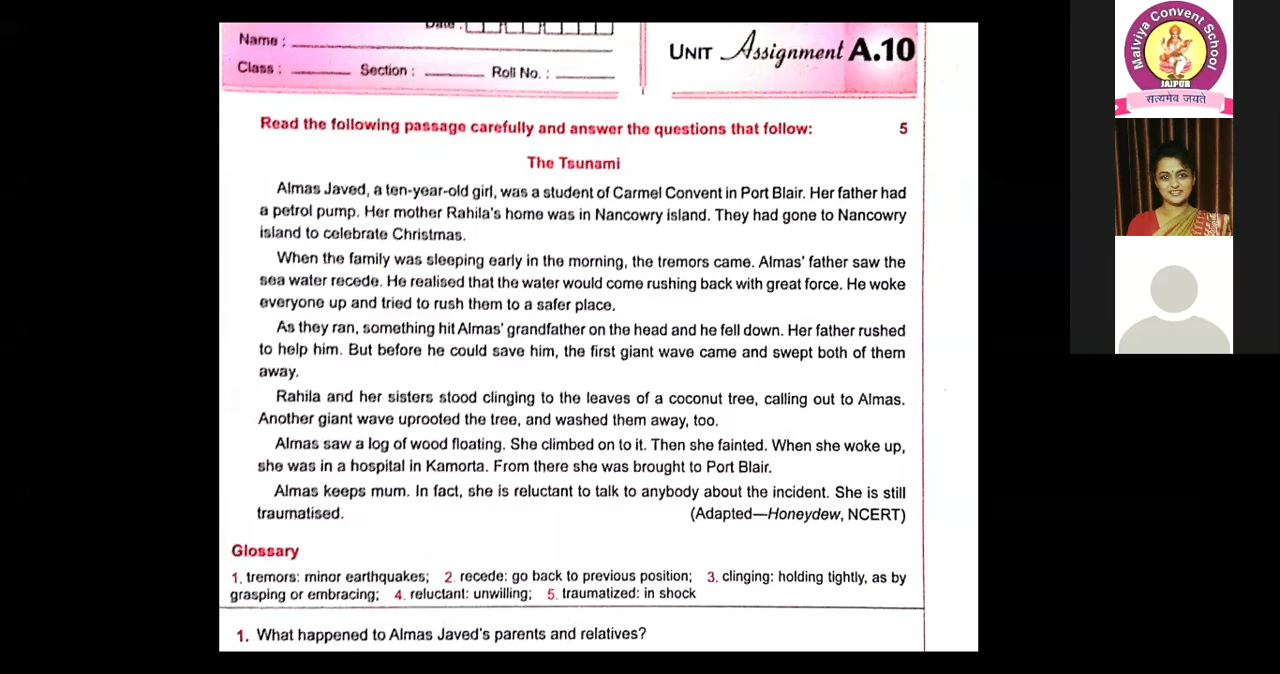 Date :
Name :
Class : Section : Roll No. :
UNIT Assignment A.10
Read the following passage carefully and answer the questions that follow: 5
The Tsunami
Almas Javed, a ten-year-old girl, was a student of Carmel Convent in Port Blair. Her father had
a petrol pump. Her mother Rahila's home was in Nancowry island. They had gone to Nancowry
island to celebrate Christmas.
When the family was sleeping early in the morning, the tremors came. Almas' father saw the
sea water recede. He realised that the water would come rushing back with great force. He woke
everyone up and tried to rush them to a safer place.
As they ran, something hit Almas' grandfather on the head and he fell down. Her father rushed
to help him. But before he could save him, the first giant wave came and swept both of them
away.
Rahila and her sisters stood clinging to the leaves of a coconut tree, calling out to Almas.
Another giant wave uprooted the tree, and washed them away, too.
Almas saw a log of wood floating. She climbed on to it. Then she fainted. When she woke up,
she was in a hospital in Kamorta. From there she was brought to Port Blair.
Almas keeps mum. In fact, she is reluctant to talk to anybody about the incident. She is still
traumatised. (Adapted—Honeydew, NCERT)
Glossary
1. tremors: minor earthquakes; 2. recede: go back to previous position; 3. clinging: holding tightly, as by
grasping or embracing; 4. reluctant: unwilling; 5. traumatized: in shock
1. What happened to Almas Javed's parents and relatives?
Malviya Convent School
JAIPUR
सत्यमेव जयते